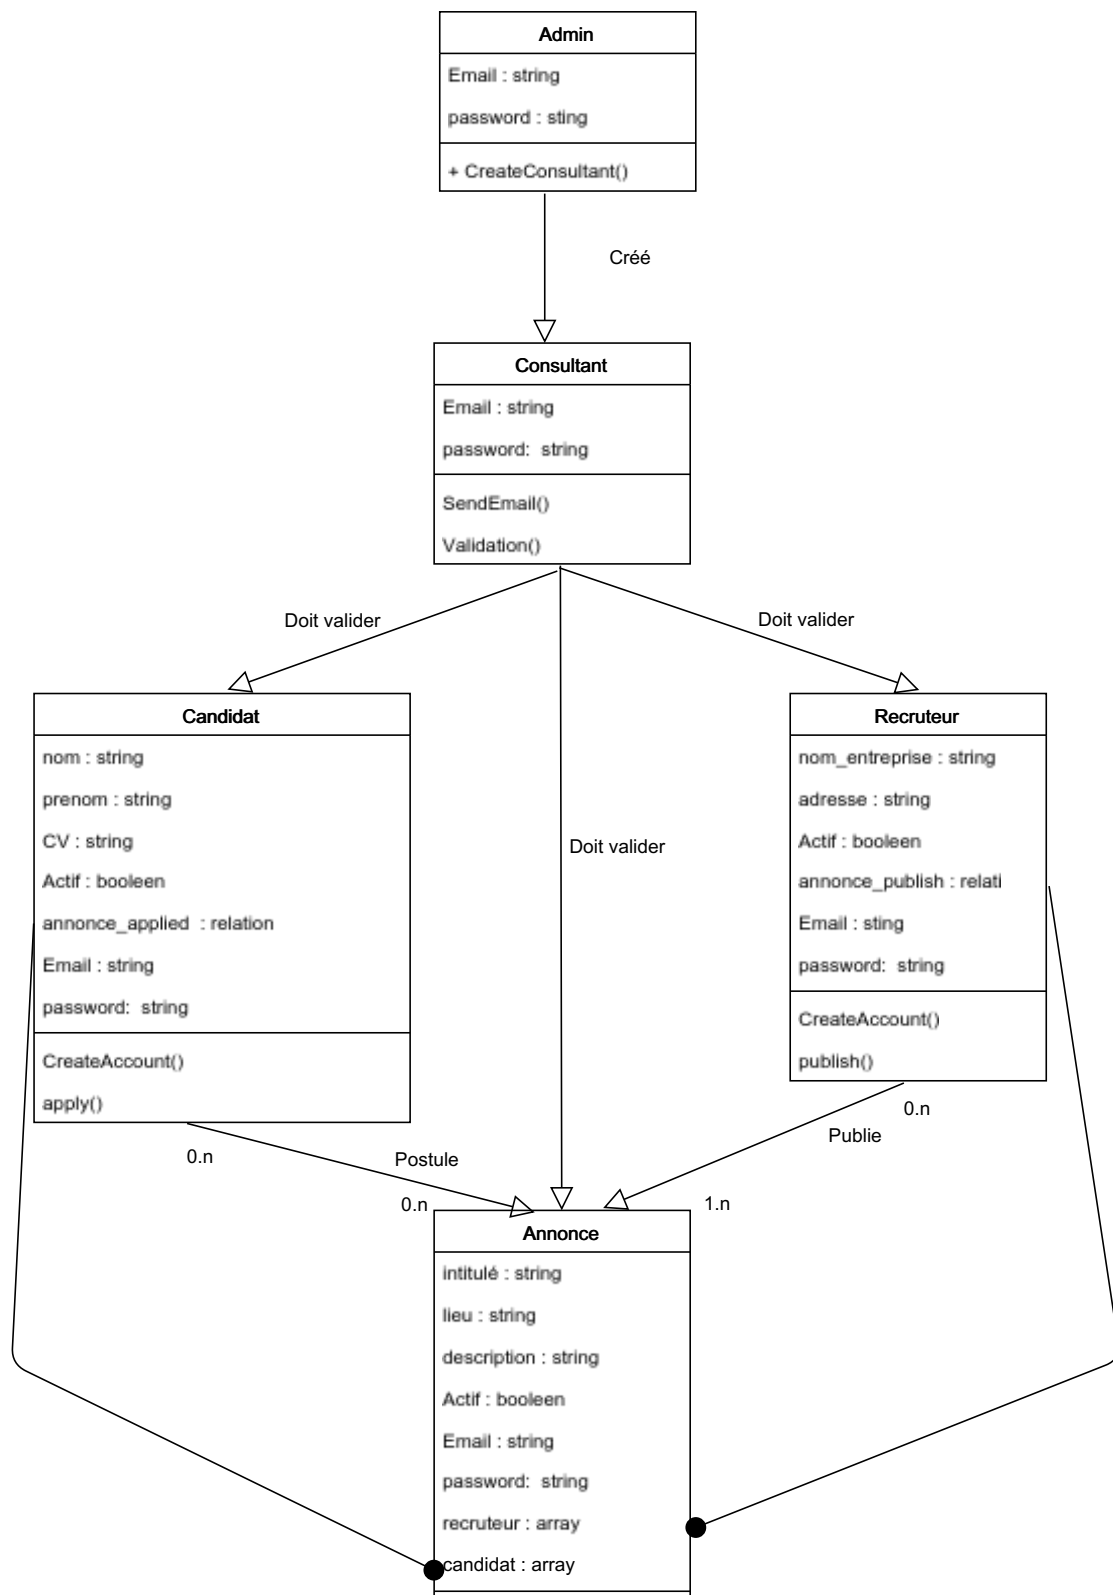 Admin
Email : string
password : sting
+ CreateConsultant()
Créé
Consultant
Email : string
password:  string
SendEmail()
Validation()
Doit valider
Doit valider
Candidat
nom : string
prenom : string
CV : string
Actif : booleen
annonce_applied  : relation
Email : string
password:  string
CreateAccount()
apply()
Doit valider
Recruteur
nom_entreprise : string
adresse : string
Actif : booleen
annonce_publish : relati
Email : sting
password:  string
CreateAccount()
publish()
0.n
Postule
0.n
0.n
Publie
1.n
Annonce
intitulé : string
lieu : string
description : string
Actif : booleen
Email : string
password:  string
recruteur : array
candidat : array